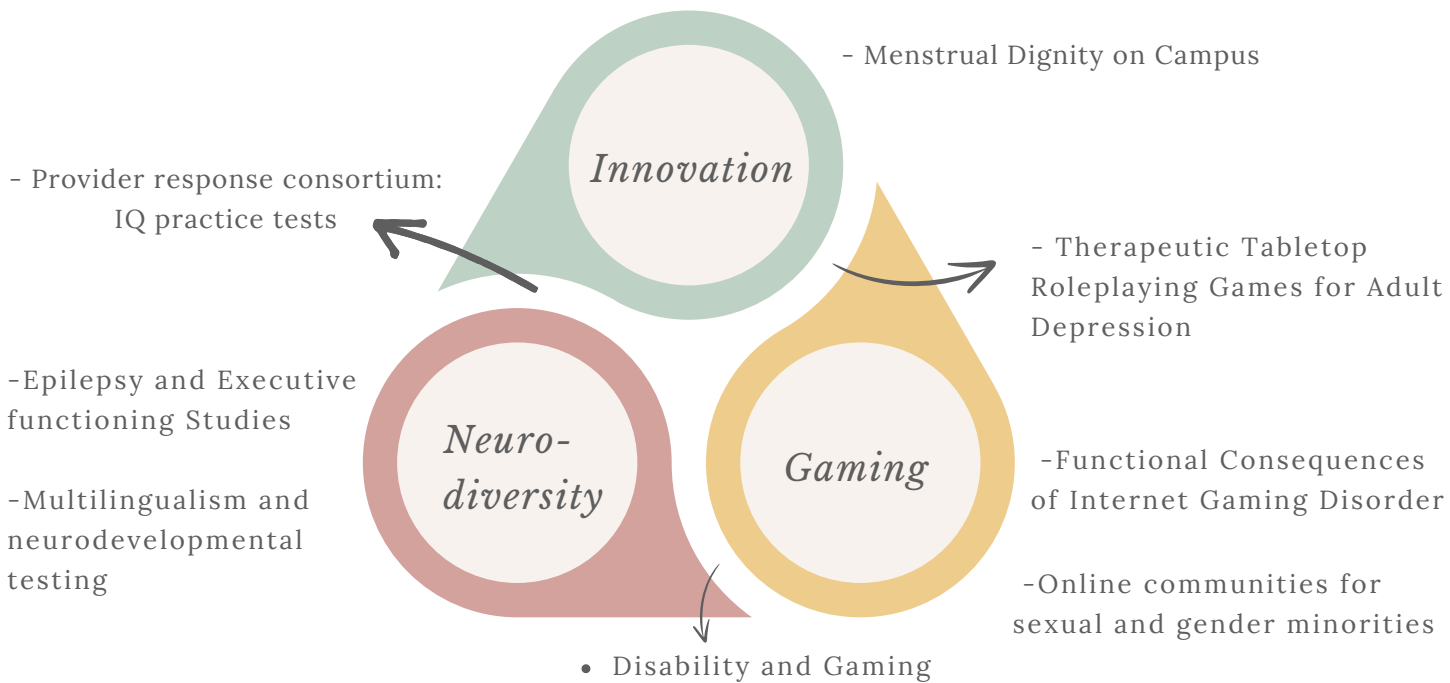 - Menstrual Dignity on Campus
Innovation
- Provider response consortium:
IQ practice tests
- Therapeutic Tabletop
Roleplaying Games for Adult
Depression
-Epilepsy and Executive
functioning Studies
-Multilingualism and
neurodevelopmental
testing
Neuro-
diversity
Gaming
-Functional Consequences
of Internet Gaming Disorder
-Online communities for
sexual and gender minorities
• Disability and Gaming